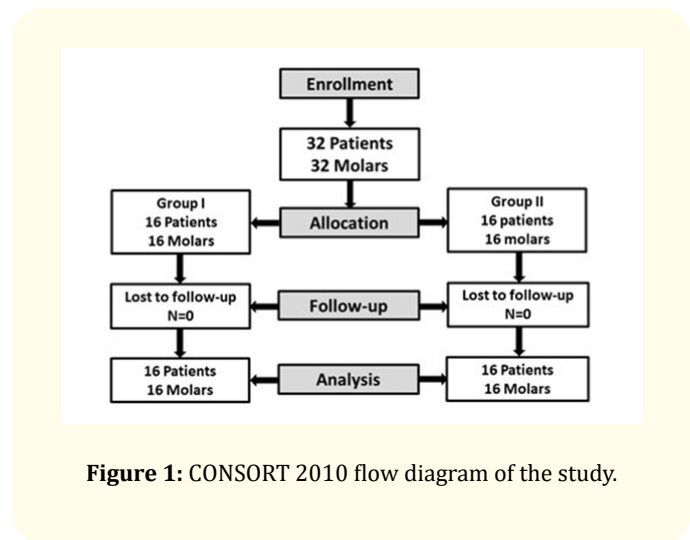 Enrollment
32 Patients
32 Molars
Group I
16 Patients
16 Molars
Allocation
Group II
16 patients
16 molars
Lost to follow-up
N=0
Follow-up
Lost to follow-up
N=0
16 Patients
16 Molars
Analysis
16 Patients
16 Molars
Figure 1: CONSORT 2010 flow diagram of the study.